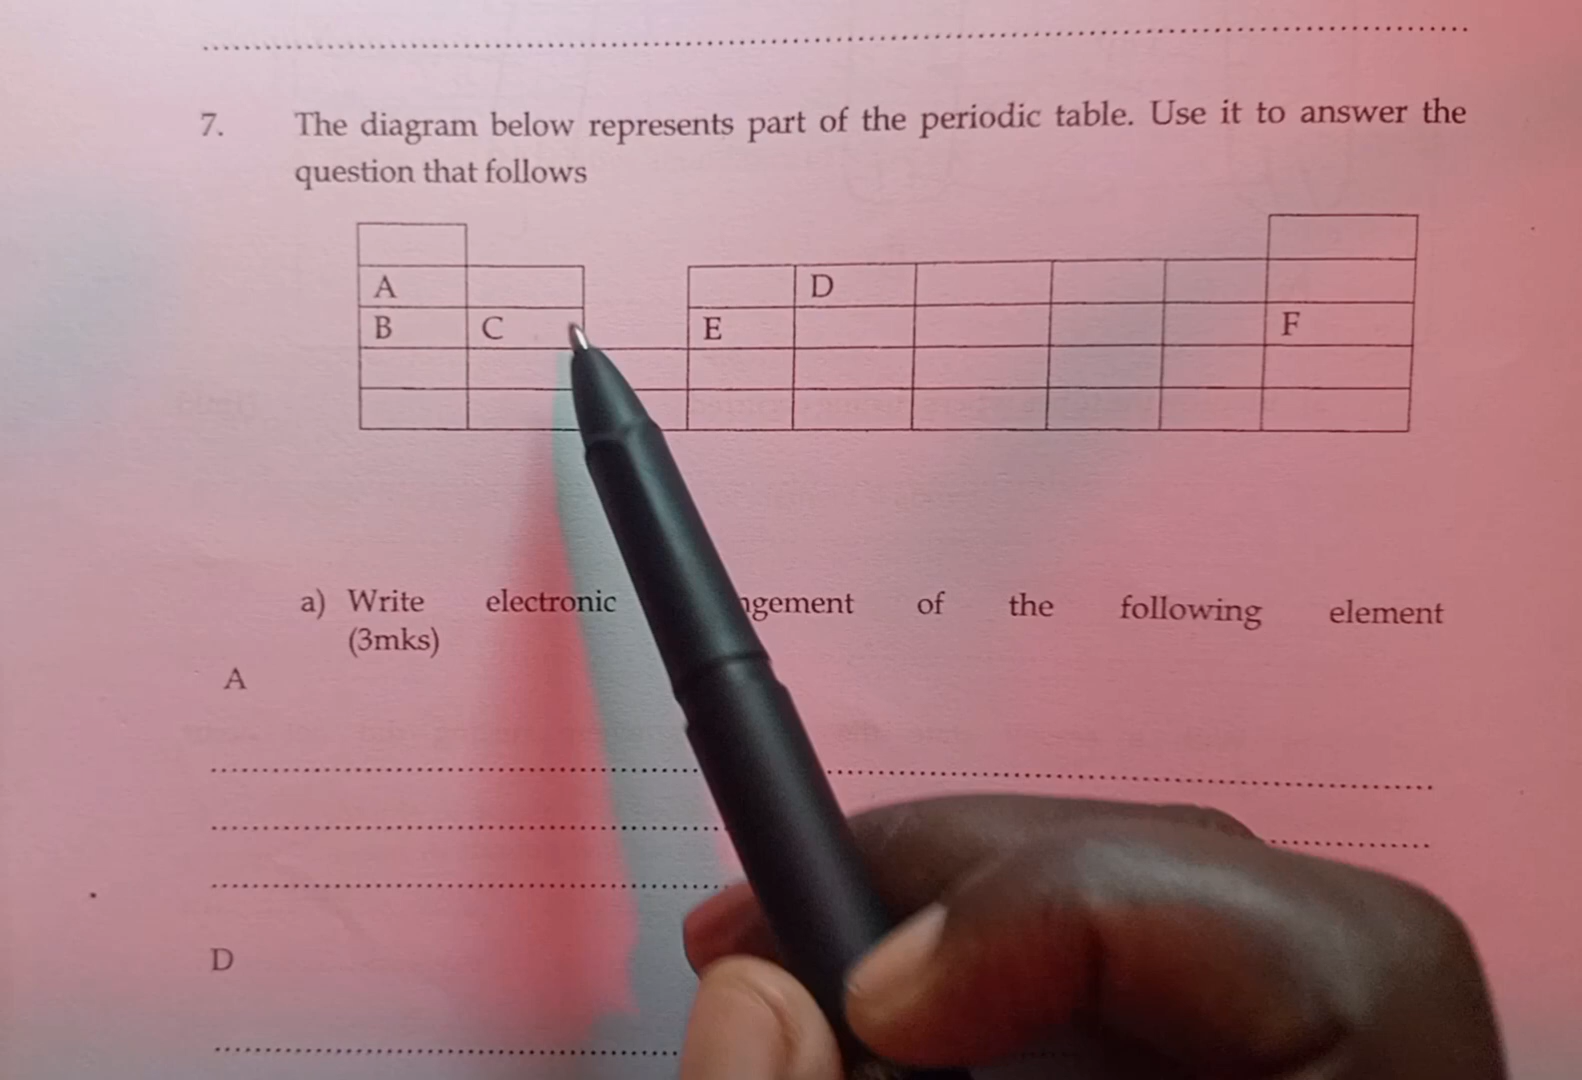 7. The diagram below represents part of the periodic table. Use it to answer the
question that follows
A D
B C E F
a) Write electronic ngement of the following element
(3mks)
A
D